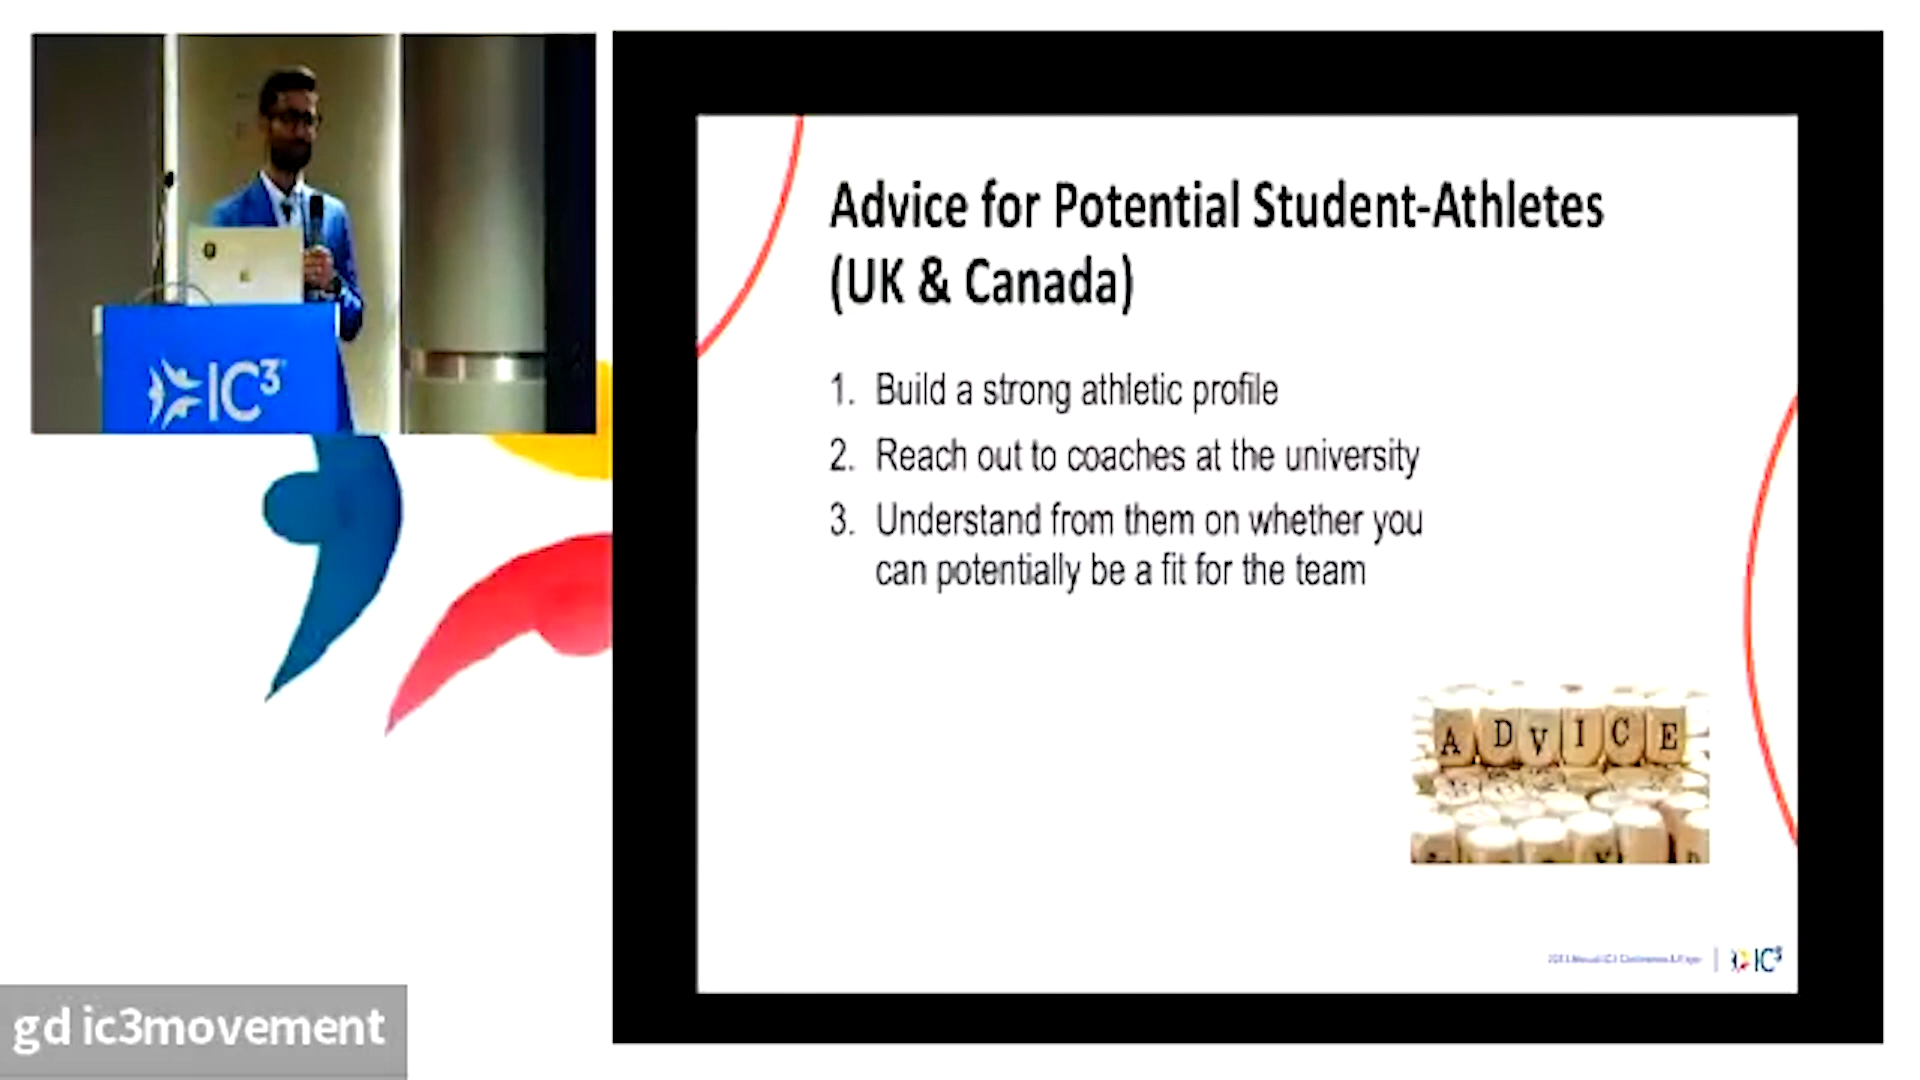 IC³
Advice for Potential Student-Athletes
(UK & Canada)
1. Build a strong athletic profile
2. Reach out to coaches at the university
3. Understand from them on whether you
can potentially be a fit for the team
ADVICE
IC³
gd ic3movement